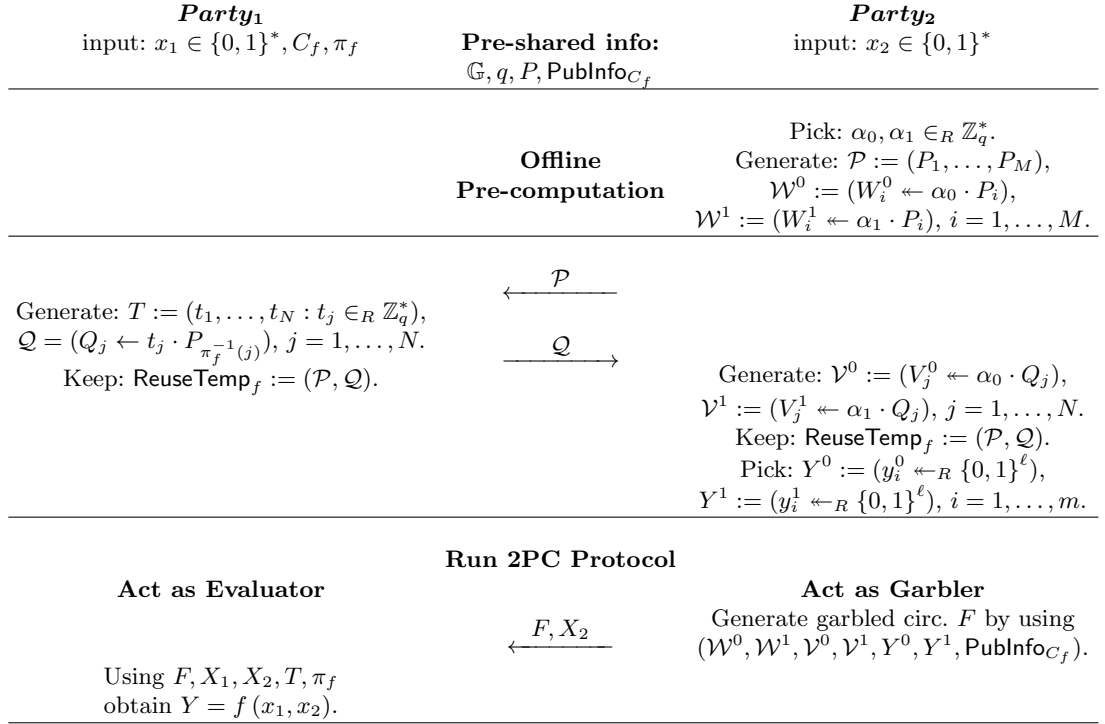 Party₁ Party₂
input: x₁ ∈ {0, 1}*, C_f, π_f Pre-shared info: input: x₂ ∈ {0, 1}*
𝔾, q, P, PubInfo_{C_f}
Pick: α₀, α₁ ∈_R ℤ_q^*.
Offline Generate: 𝒫 := (P₁, . . . , P_M),
Pre-computation 𝒲⁰ := (W_i^0 ↞ α₀ · P_i),
𝒲¹ := (W_i^1 ↞ α₁ · P_i), i = 1, . . . , M.
𝒫
Generate: T := (t₁, . . . , t_N : t_j ∈_R ℤ_q^*),
𝒬 = (Q_j ← t_j · P_{π_f^{-1}(j)}), j = 1, . . . , N. 𝒬
Keep: ReuseTemp_f := (𝒫, 𝒬). Generate: 𝒱⁰ := (V_j^0 ↞ α₀ · Q_j),
𝒱¹ := (V_j^1 ↞ α₁ · Q_j), j = 1, . . . , N.
Keep: ReuseTemp_f := (𝒫, 𝒬).
Pick: Y⁰ := (y_i^0 ↞_R {0, 1}^ℓ),
Y¹ := (y_i^1 ↞_R {0, 1}^ℓ), i = 1, . . . , m.
Run 2PC Protocol
Act as Evaluator Act as Garbler
F, X₂ Generate garbled circ. F by using
(𝒲⁰, 𝒲¹, 𝒱⁰, 𝒱¹, Y⁰, Y¹, PubInfo_{C_f}).
Using F, X₁, X₂, T, π_f
obtain Y = f (x₁, x₂).